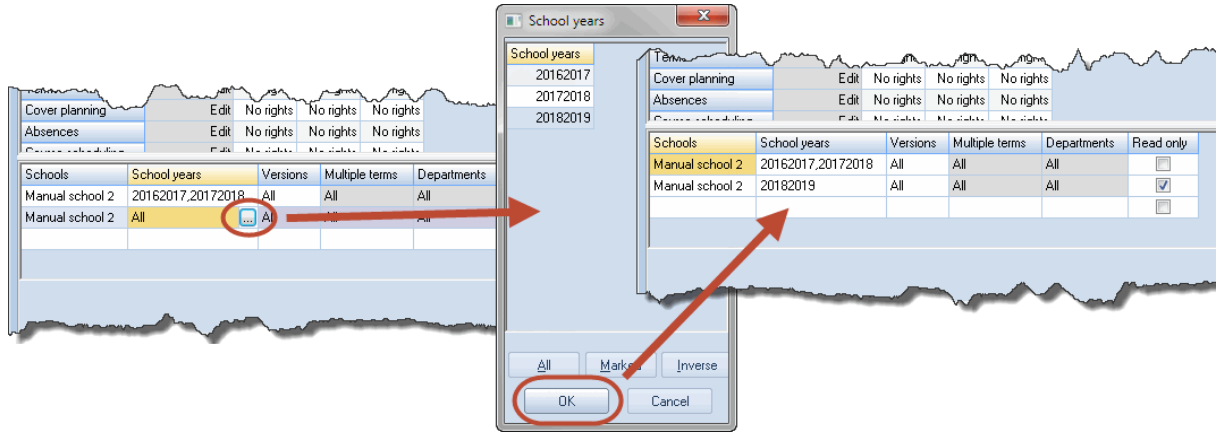 Cover planning Edit No rights No rights No rights
Absences Edit No rights No rights No rights
Schools School years Versions Multiple terms Departments
Manual school 2 20162017,20172018 All All All
Manual school 2 All ... All All All
School years
School years
20162017
20172018
20182019
All Marked Inverse
OK Cancel
Cover planning Edit No rights No rights No rights
Absences Edit No rights No rights No rights
Schools School years Versions Multiple terms Departments Read only
Manual school 2 20162017,20172018 All All All
Manual school 2 20182019 All All All